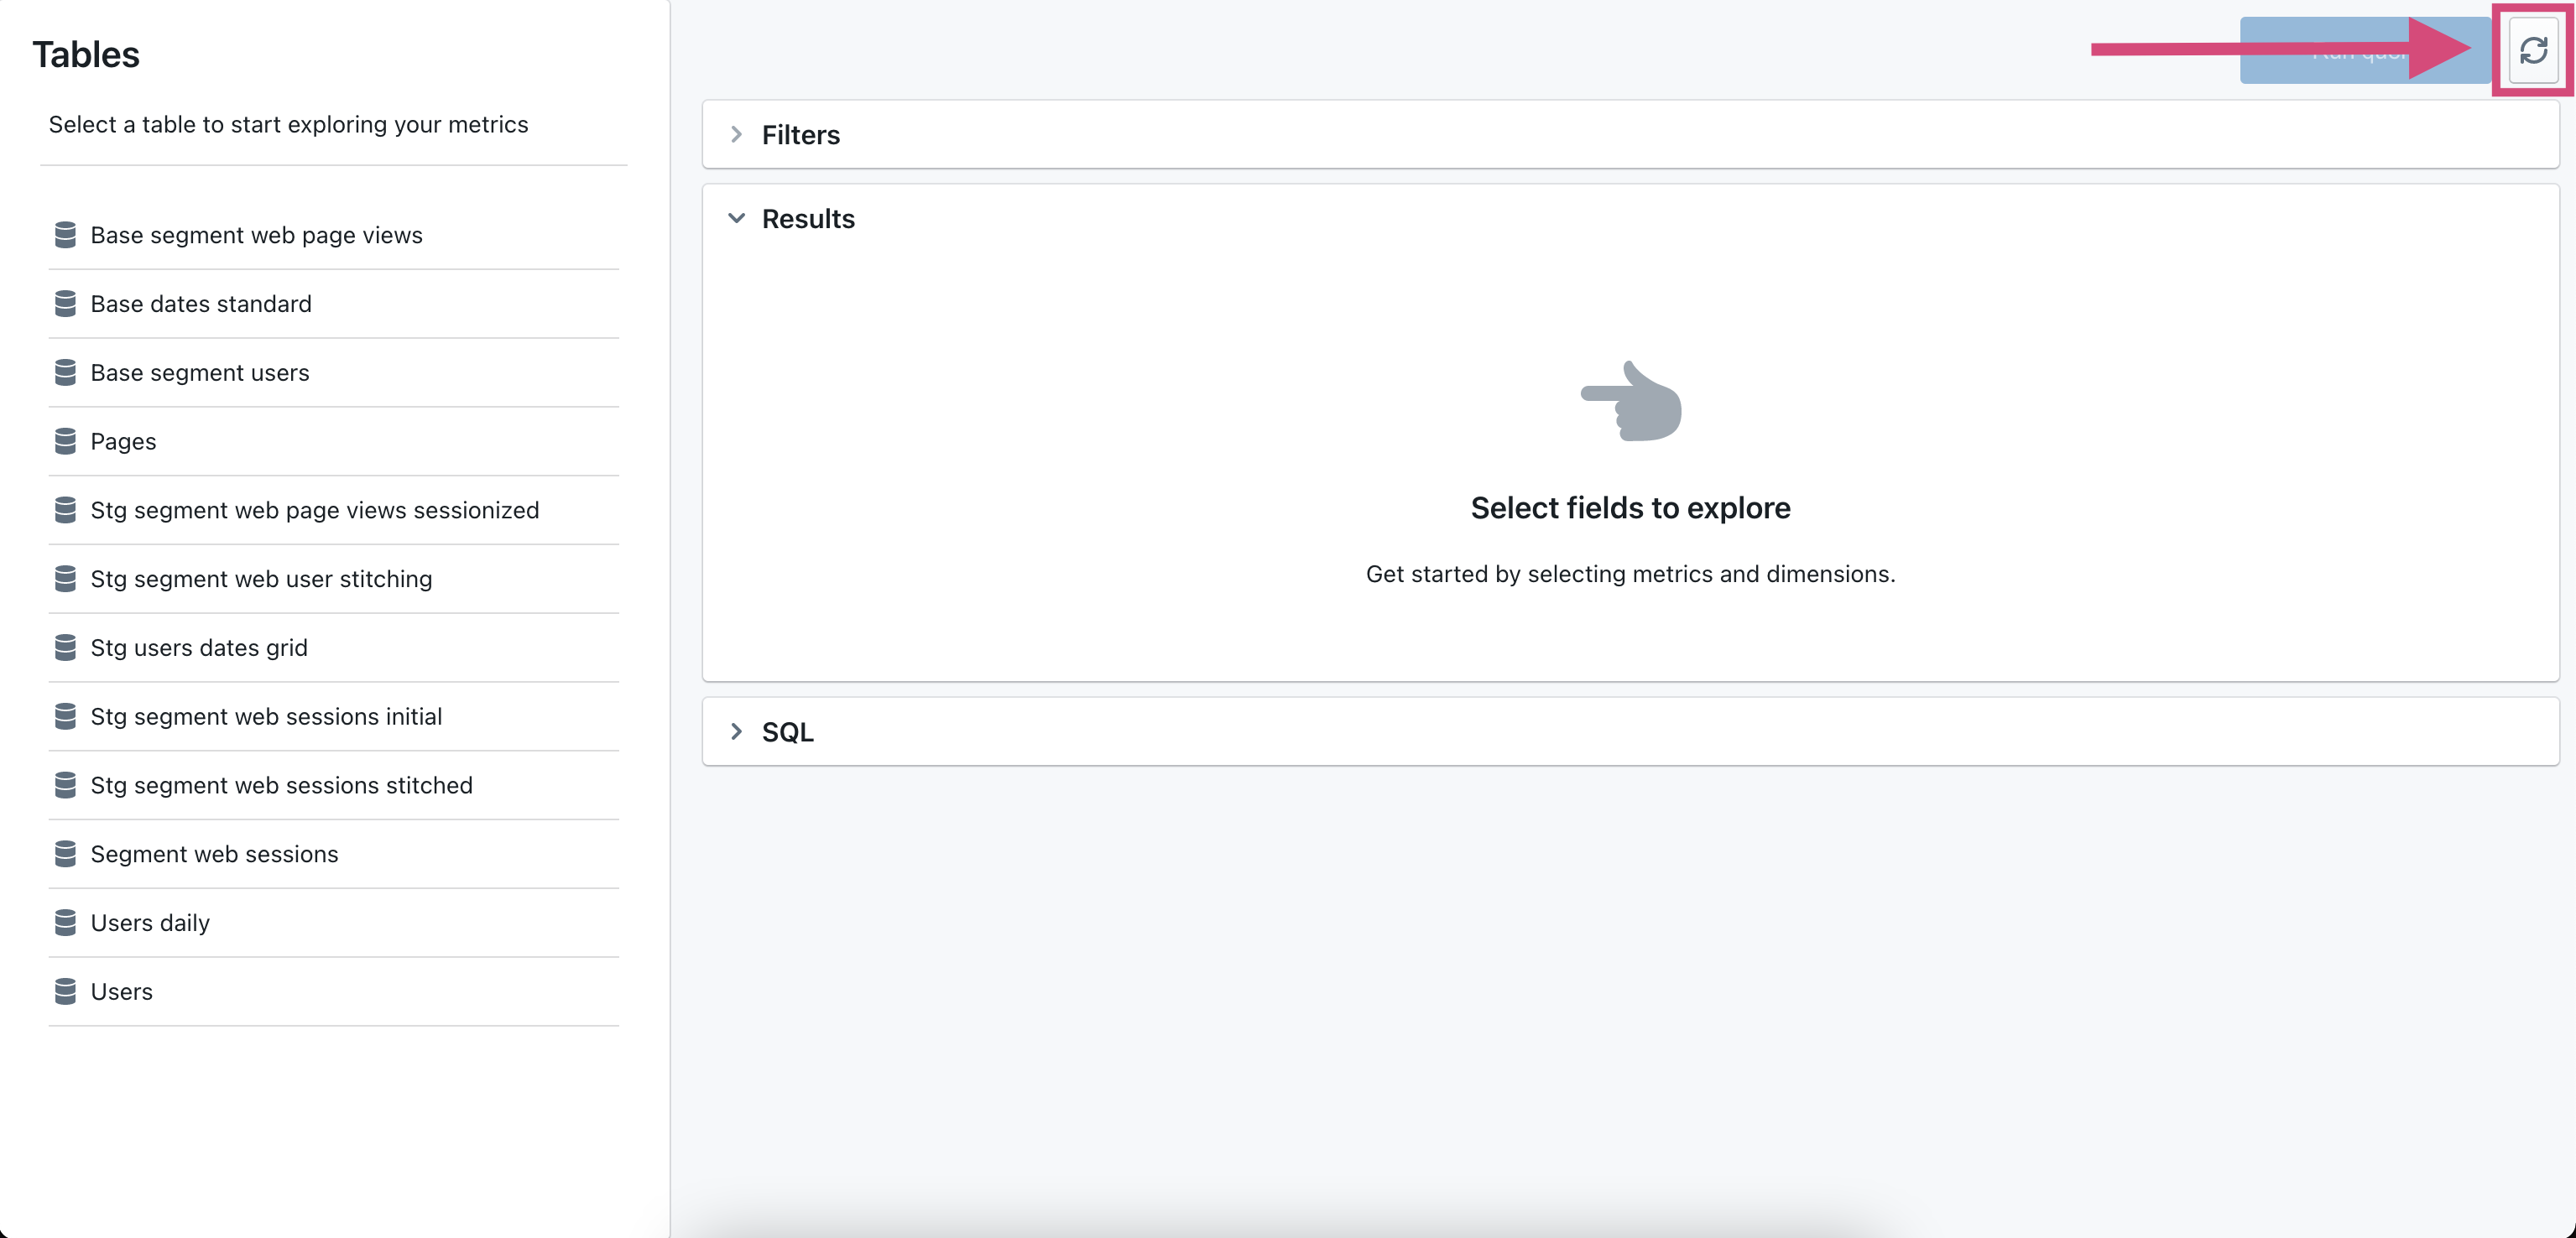 Tables
Select a table to start exploring your metrics
Base segment web page views
Base dates standard
Base segment users
Pages
Stg segment web page views sessionized
Stg segment web user stitching
Stg users dates grid
Stg segment web sessions initial
Stg segment web sessions stitched
Segment web sessions
Users daily
Users
Filters
Results
Select fields to explore
Get started by selecting metrics and dimensions.
SQL